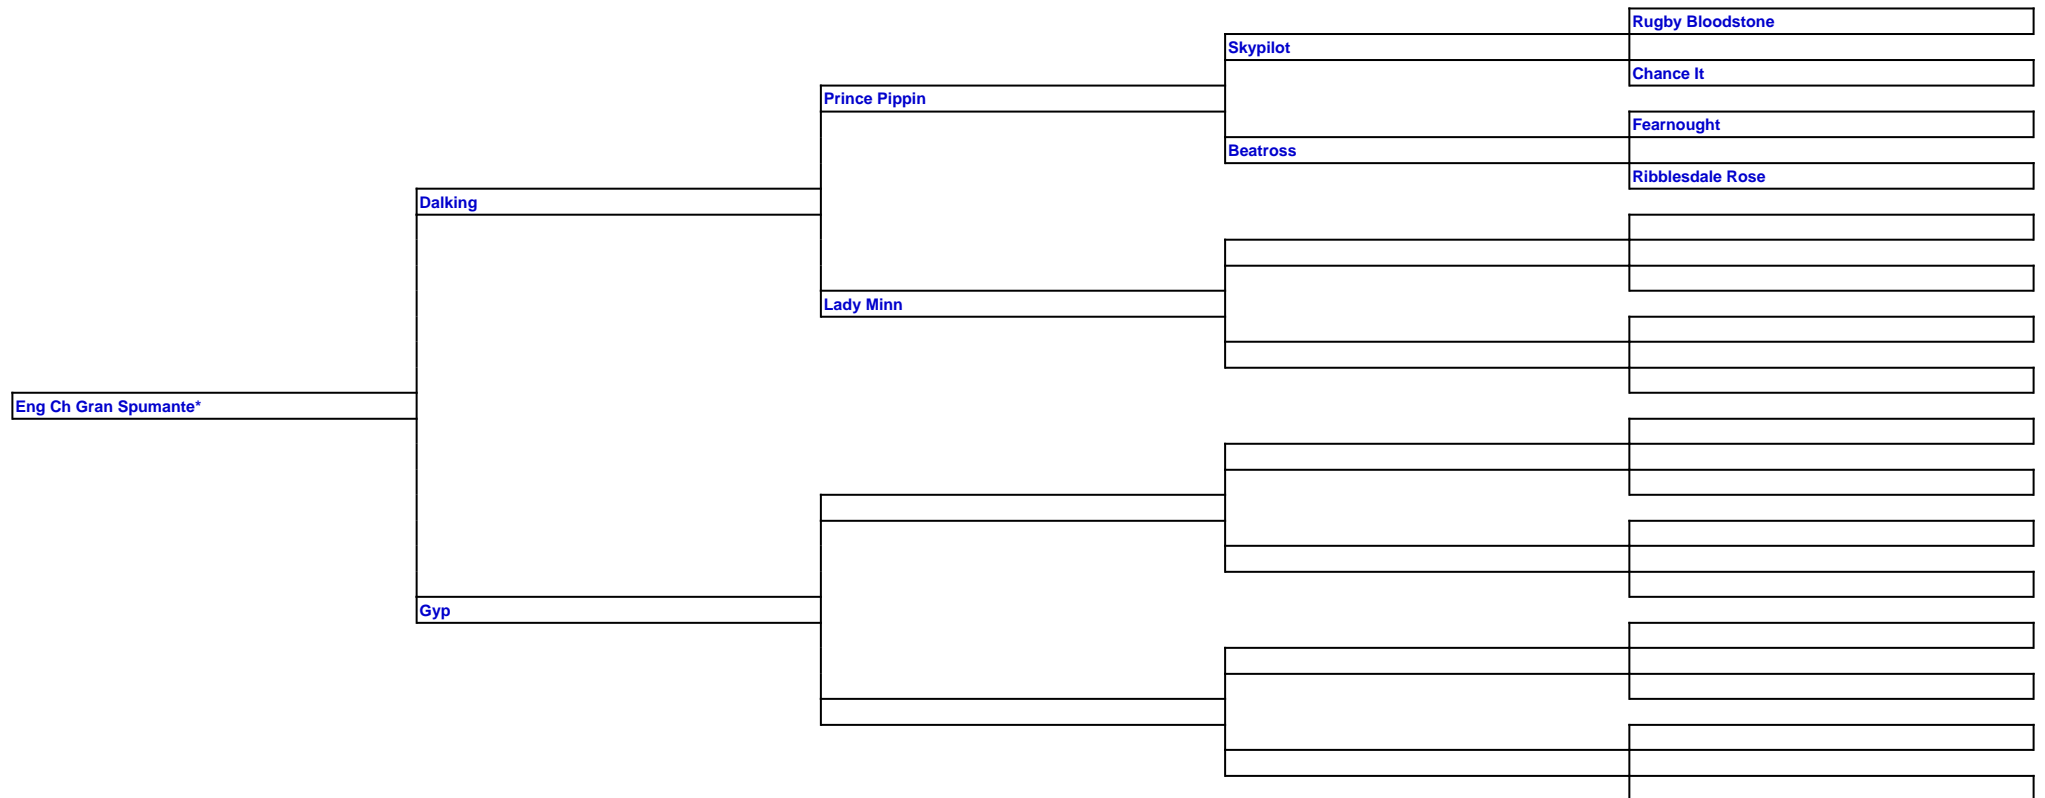 Rugby Bloodstone
Skypilot
Chance It
Prince Pippin
Fearnought
Beatross
Ribblesdale Rose
Dalking
Lady Minn
Eng Ch Gran Spumante*
Gyp